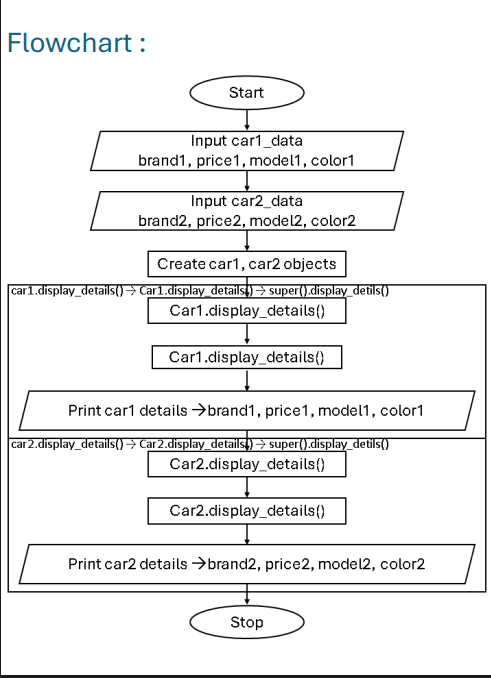 Flowchart :
Start
Input car1_data
brand1, price1, model1, color1
Input car2_data
brand2, price2, model2, color2
Create car1, car2 objects
car1.display_details() → Car1.display_details() → super().display_detils()
Car1.display_details()
Car1.display_details()
Print car1 details →brand1, price1, model1, color1
car2.display_details() → Car2.display_details() → super().display_detils()
Car2.display_details()
Car2.display_details()
Print car2 details →brand2, price2, model2, color2
Stop